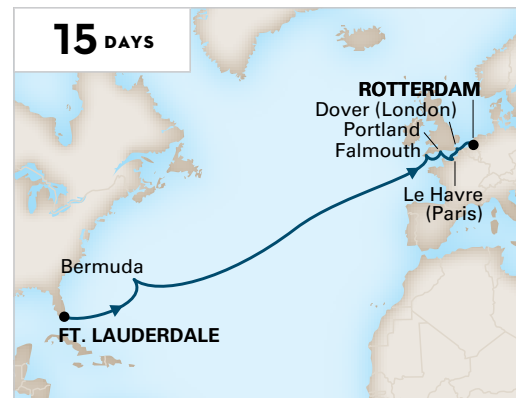 15 DAYS
ROTTERDAM
Dover (London)
Portland
Falmouth
Le Havre
(Paris)
Bermuda
FT. LAUDERDALE